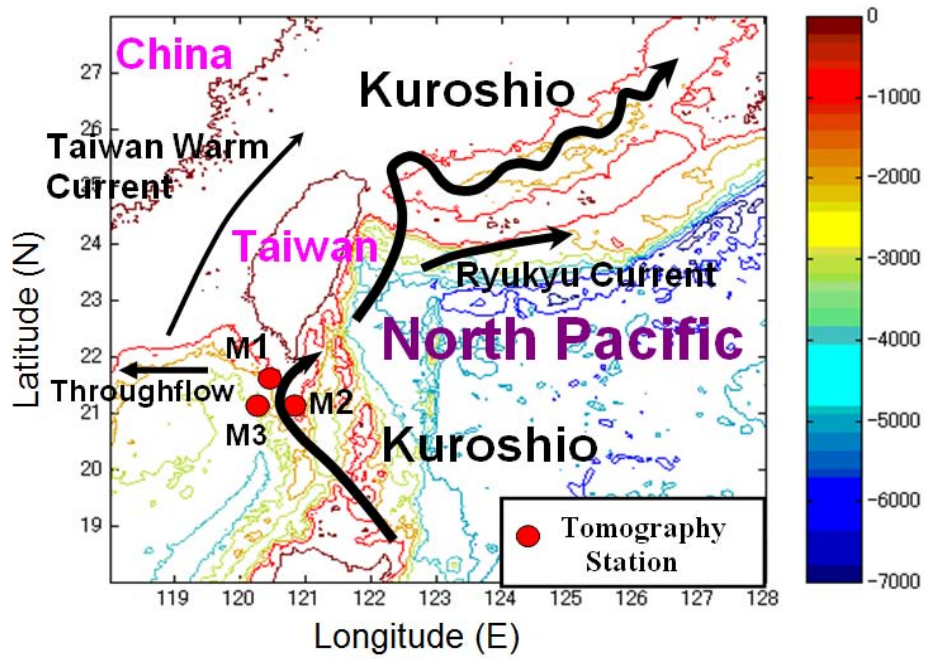 China
Kuroshio
Taiwan Warm
Current
Taiwan
Ryukyu Current
North Pacific
M1
Throughflow
M2
M3
Kuroshio
Tomography
Station
Latitude (N)
27
26
25
24
23
22
21
20
19
119
120
121
122
123
124
125
126
127
128
Longitude (E)
0
-1000
-2000
-3000
-4000
-5000
-6000
-7000